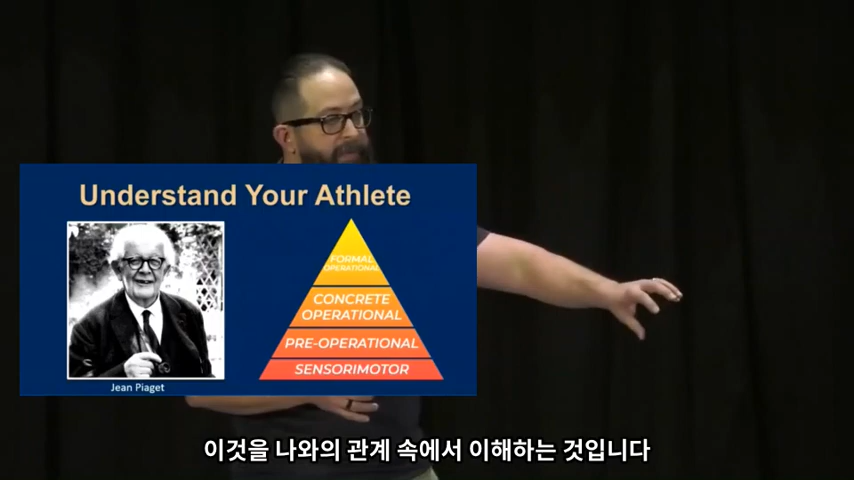 Understand Your Athlete
FORMAL
OPERATIONAL
CONCRETE
OPERATIONAL
PRE-OPERATIONAL
SENSORIMOTOR
Jean Piaget
이것을 나와의 관계 속에서 이해하는 것입니다